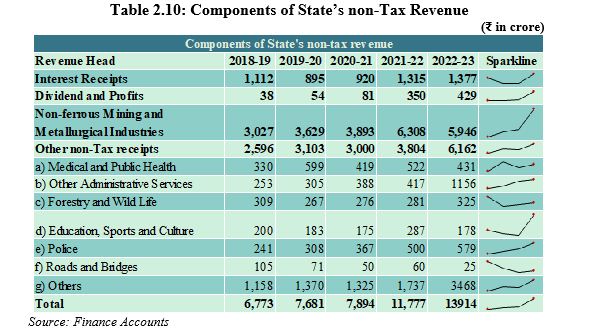 Table 2.10: Components of State's non-Tax Revenue
(₹ in crore)
Components of State's non-tax revenue
Revenue Head 2018-19 2019-20 2020-21 2021-22 2022-23 Sparkline
Interest Receipts 1,112 895 920 1,315 1,377
Dividend and Profits 38 54 81 350 429
Non-ferrous Mining and
Metallurgical Industries 3,027 3,629 3,893 6,308 5,946
Other non-Tax receipts 2,596 3,103 3,000 3,804 6,162
a) Medical and Public Health 330 599 419 522 431
b) Other Administrative Services 253 305 388 417 1156
c) Forestry and Wild Life 309 267 276 281 325
d) Education, Sports and Culture 200 183 175 287 178
e) Police 241 308 367 500 579
f) Roads and Bridges 105 71 50 60 25
g) Others 1,158 1,370 1,325 1,737 3468
Total 6,773 7,681 7,894 11,777 13914
Source: Finance Accounts